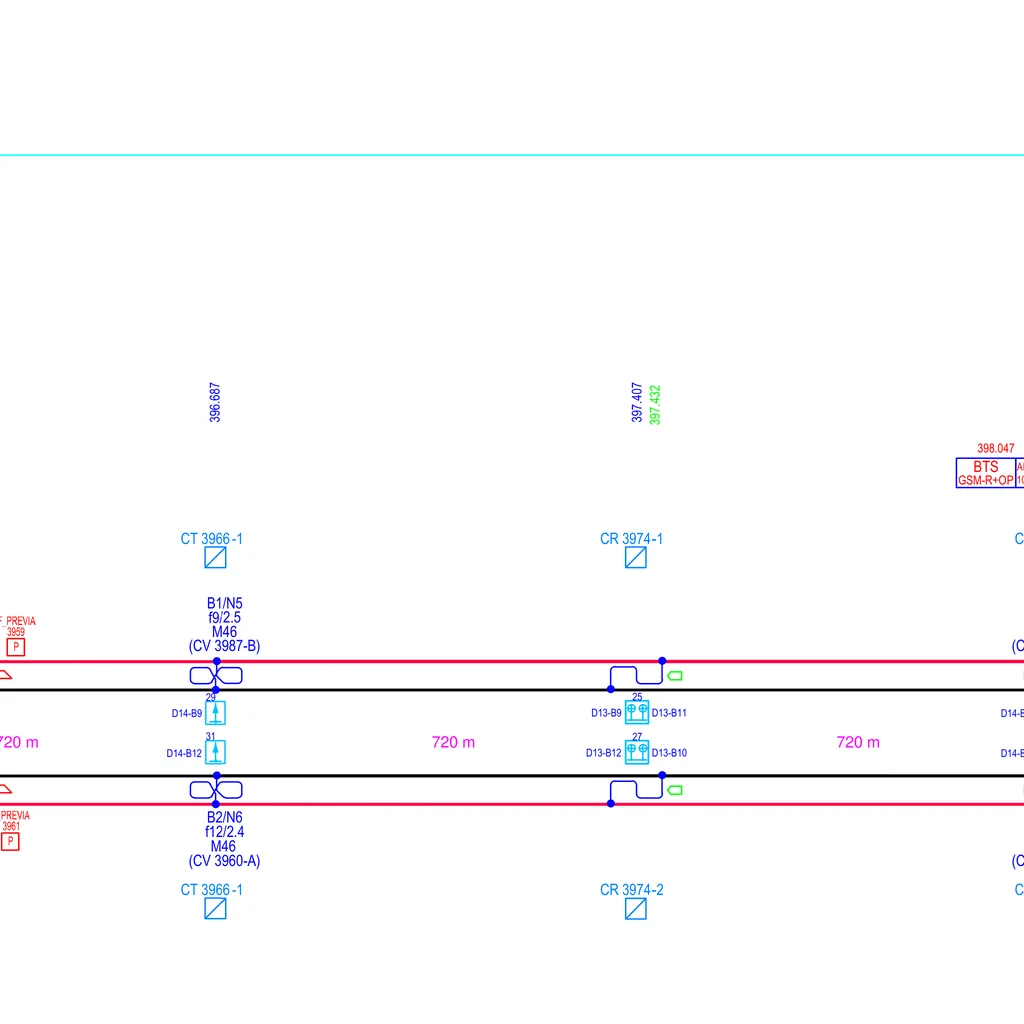 396.687
397.407
397.432
398.047
BTS
GSM-R+OP
CT 3966-1
CR 3974-1
B1/N5
f9/2.5
M46
(CV 3987-B)
_PREVIA
3959
P
29
D14-B9
25
D13-B9
D13-B11
31
D14-B12
27
D13-B12
D13-B10
720 m
720 m
720 m
PREVIA
3961
P
B2/N6
f12/2.4
M46
(CV 3960-A)
CT 3966-1
CR 3974-2